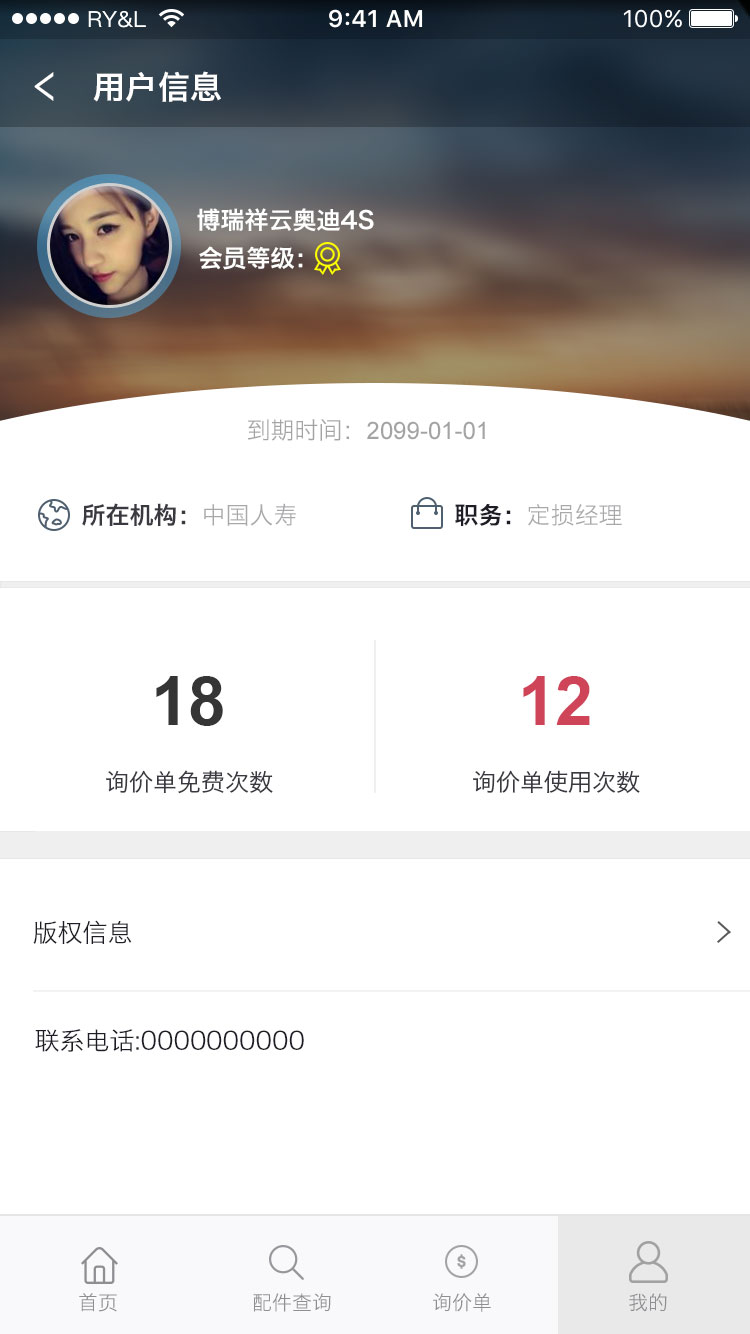 RY&L 9:41 AM 100%
用户信息
博瑞祥云奥迪4S
会员等级：
到期时间：2099-01-01
所在机构：中国人寿 职务：定损经理
18 12
询价单免费次数 询价单使用次数
版权信息
联系电话:0000000000
首页 配件查询 询价单 我的